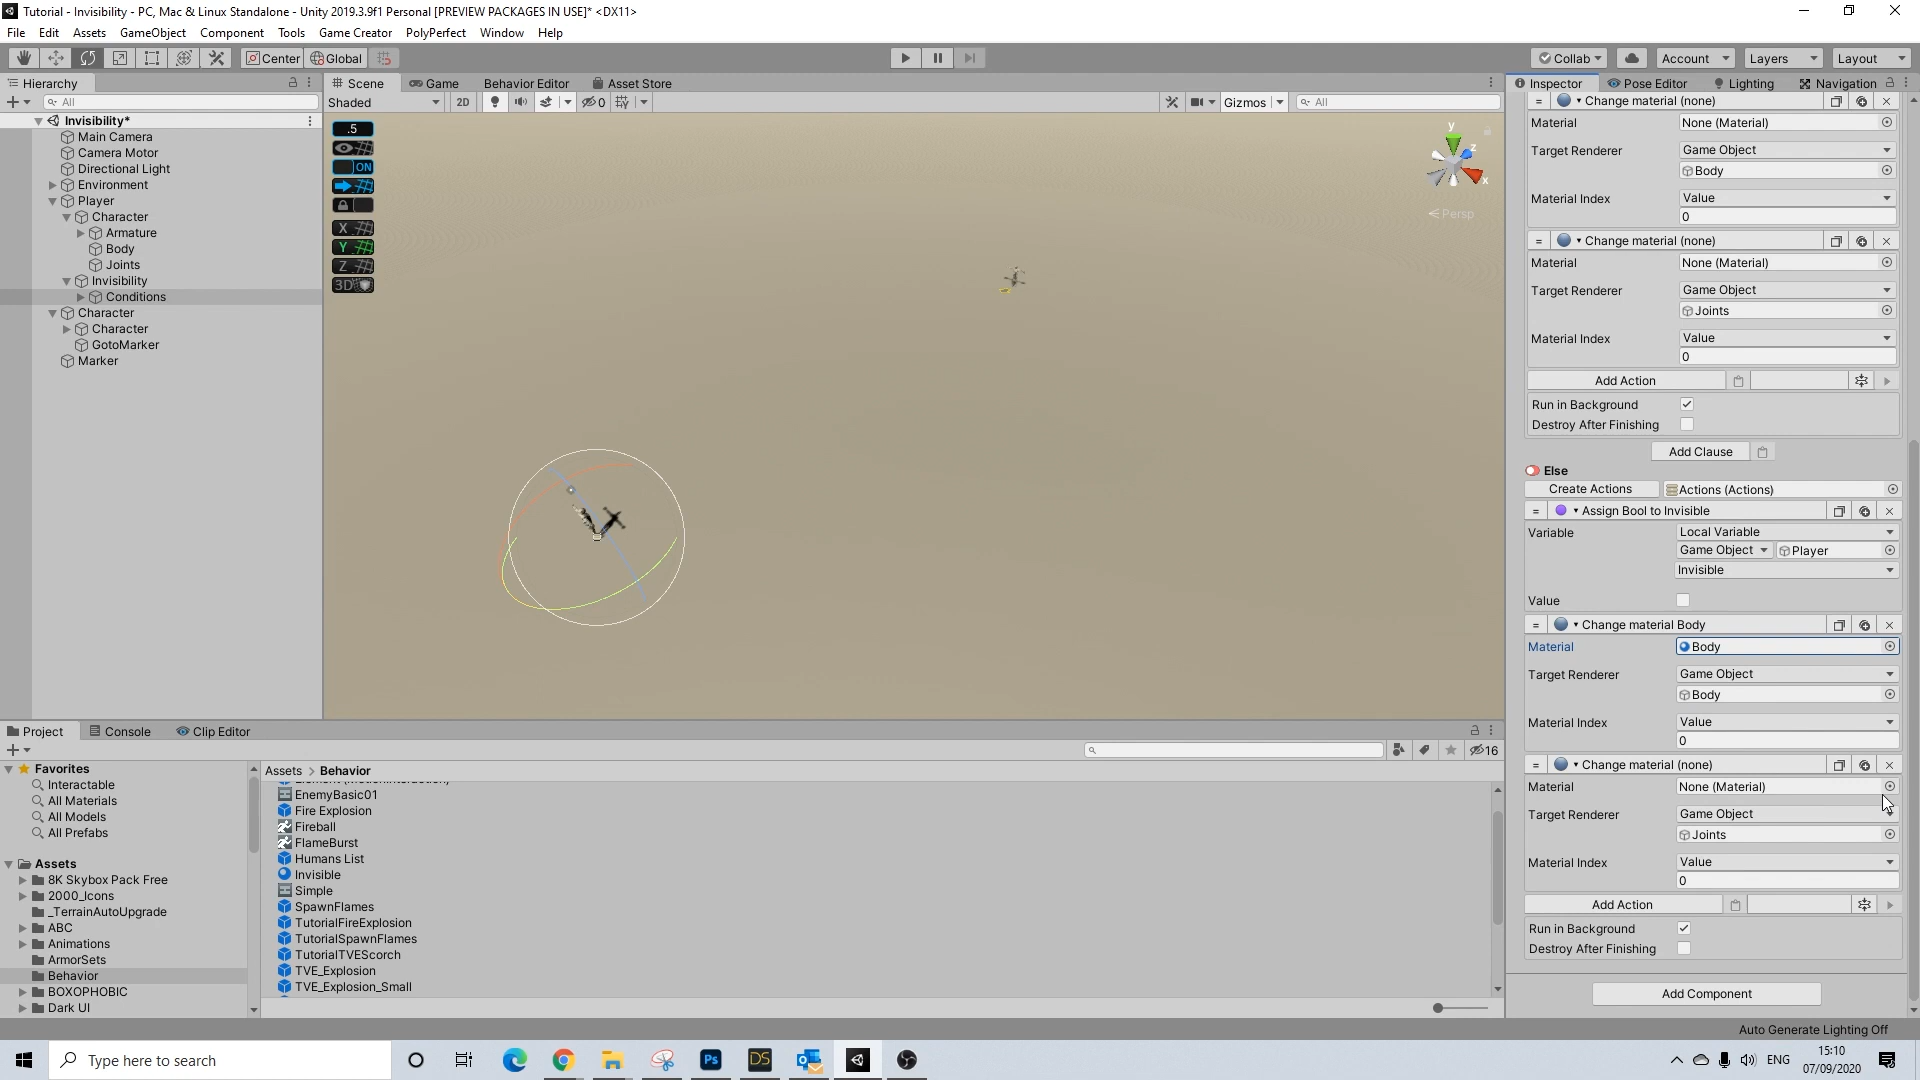 Tutorial - Invisibility - PC, Mac & Linux Standalone - Unity 2019.3.9f1 Personal [PREVIEW PACKAGES IN USE]* <DX11>
File Edit Assets GameObject Component Tools Game Creator PolyPerfect Window Help
Center Global Collab Account Layers Layout
Hierarchy
All
Invisibility*
Main Camera
Camera Motor
Directional Light
Environment
Player
Character
Armature
Body
Joints
Invisibility
Conditions
Character
Character
GotoMarker
Marker
Scene Game Behavior Editor Asset Store
Shaded 2D 0 Gizmos All
.5
ON
X
Y
Z
3D
y
z
x
Persp
Inspector Pose Editor Lighting Navigation
Change material (none)
Material None (Material)
Target Renderer Game Object
Body
Material Index Value
0
Change material (none)
Material None (Material)
Target Renderer Game Object
Joints
Material Index Value
0
Add Action
Run in Background
Destroy After Finishing
Add Clause
Else
Create Actions Actions (Actions)
Assign Bool to Invisible
Variable Local Variable
Game Object Player
Invisible
Value
Change material Body
Material Body
Target Renderer Game Object
Body
Material Index Value
0
Change material (none)
Material None (Material)
Target Renderer Game Object
Joints
Material Index Value
0
Add Action
Run in Background
Destroy After Finishing
Add Component
Project Console Clip Editor
16
Favorites
Interactable
All Materials
All Models
All Prefabs
Assets
8K Skybox Pack Free
2000_Icons
_TerrainAutoUpgrade
ABC
Animations
ArmorSets
Behavior
BOXOPHOBIC
Dark UI
Assets > Behavior
EnemyBasic01
Fire Explosion
Fireball
FlameBurst
Humans List
Invisible
Simple
SpawnFlames
TutorialFireExplosion
TutorialSpawnFlames
TutorialTVEScorch
TVE_Explosion
TVE_Explosion_Small
Auto Generate Lighting Off
Type here to search
Ps
DS
ENG
15:10
07/09/2020